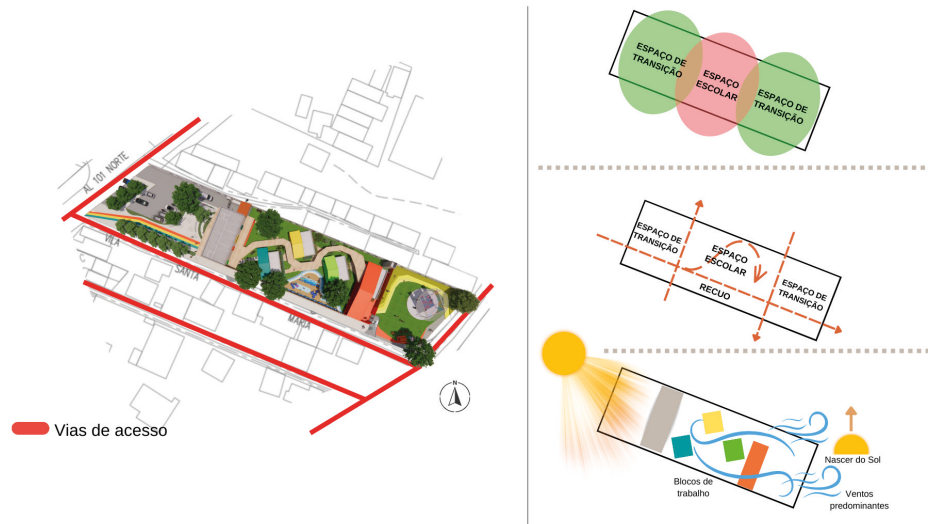 AL 101 NORTE
VILA
SANTA
MARIA
N
Vias de acesso
ESPAÇO DE
TRANSIÇÃO
ESPAÇO
ESCOLAR
ESPAÇO DE
TRANSIÇÃO
ESPAÇO DE
TRANSIÇÃO
ESPAÇO
ESCOLAR
RECUO
ESPAÇO DE
TRANSIÇÃO
Nascer do Sol
Blocos de
trabalho
Ventos
predominantes